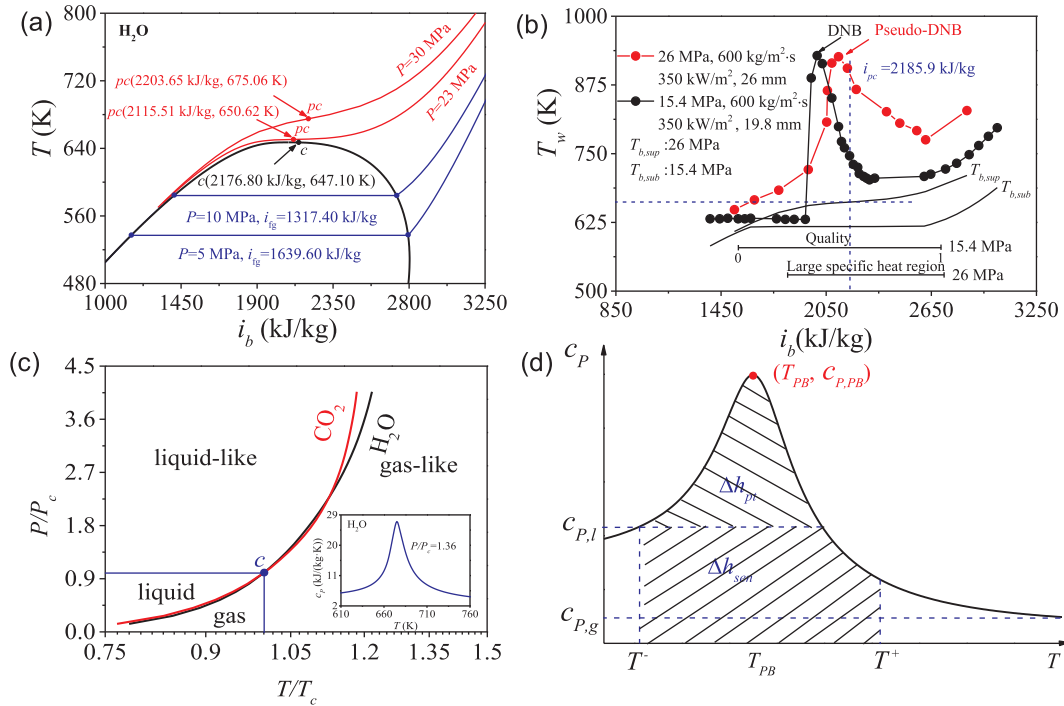 (a)
H₂O
800
720
640
560
480
T (K)
P=30 MPa
P=23 MPa
pc(2203.65 kJ/kg, 675.06 K)
pc
pc(2115.51 kJ/kg, 650.62 K)
pc
c
c(2176.80 kJ/kg, 647.10 K)
P=10 MPa, i_fg=1317.40 kJ/kg
P=5 MPa, i_fg=1639.60 kJ/kg
1000 1450 1900 2350 2800 3250
i_b (kJ/kg)
(b)
1000
875
750
625
500
T_w (K)
DNB
Pseudo-DNB
26 MPa, 600 kg/m²·s
350 kW/m², 26 mm
i_pc =2185.9 kJ/kg
15.4 MPa, 600 kg/m²·s
350 kW/m², 19.8 mm
T_b,sup :26 MPa
T_b,sub :15.4 MPa
T_b,sup
T_b,sub
Quality
0 1
15.4 MPa
Large specific heat region
26 MPa
850 1450 2050 2650 3250
i_b(kJ/kg)
(c)
4.5
3.6
2.7
1.8
0.9
0.0
P/P_c
CO₂
H₂O
liquid-like
gas-like
c
liquid
gas
29
20
11
2
c_p (kJ/(kg·K))
H₂O
P/P_c=1.36
610 660 710 760
T (K)
0.75 0.9 1.05 1.2 1.35 1.5
T/T_c
(d)
c_P
(T_PB, c_P,PB)
Δh_pt
c_P,l
Δh_sen
c_P,g
T⁻ T_PB T⁺ T